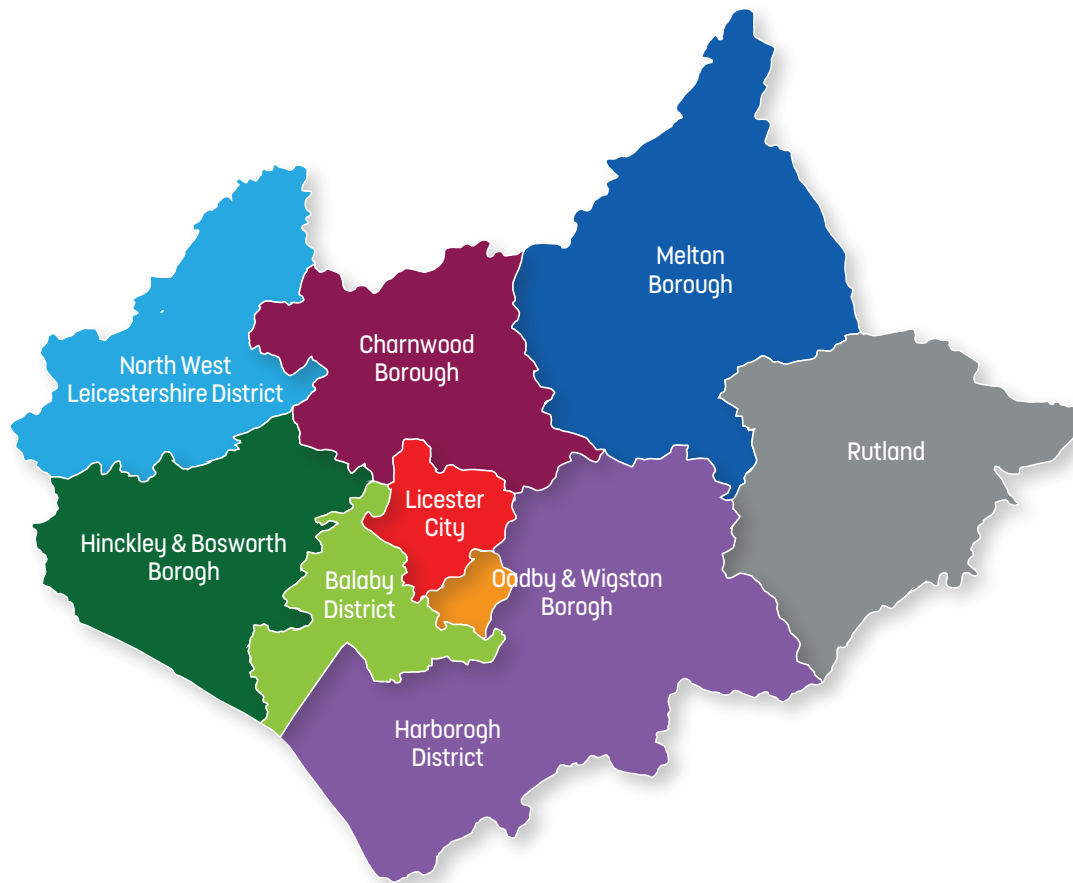 Melton
Borough
Charnwood
Borough
North West
Leicestershire District
Rutland
Licester
City
Hinckley & Bosworth
Borogh
Balaby
District
Oadby & Wigston
Borogh
Harborogh
District